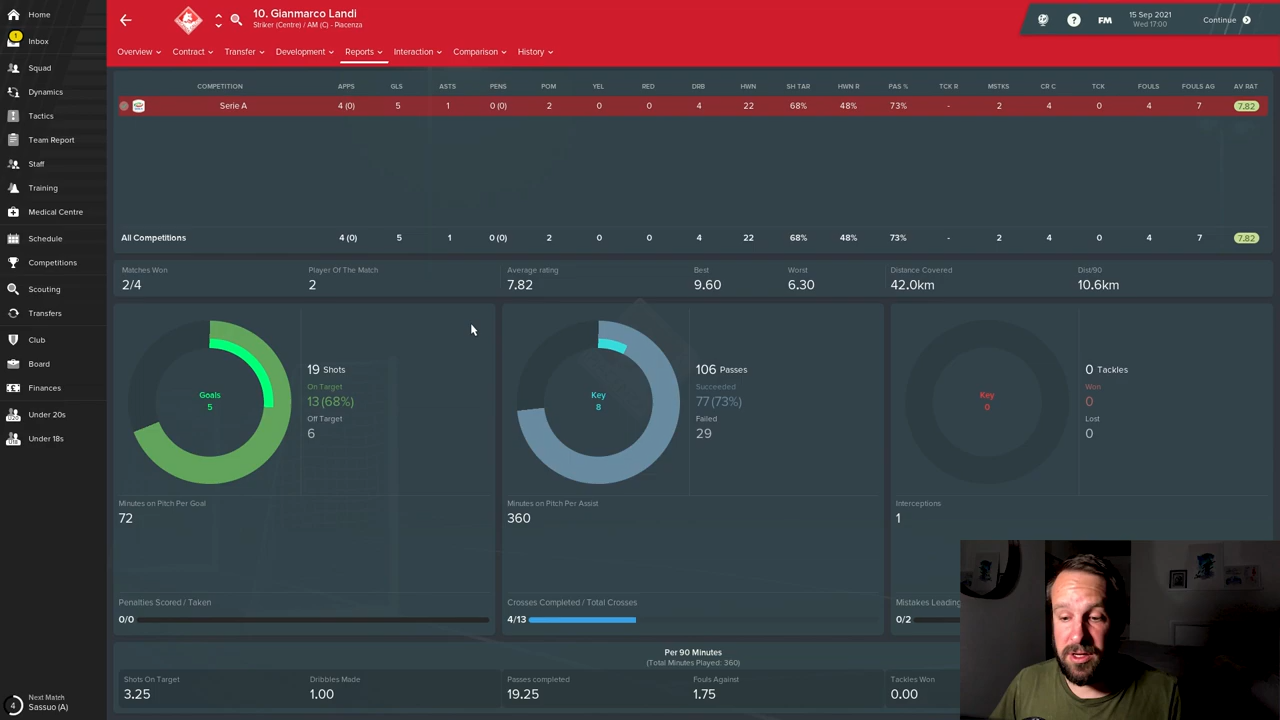 Home
1
Inbox
Squad
Dynamics
Tactics
Team Report
Staff
Training
Medical Centre
Schedule
Competitions
Scouting
Transfers
Club
Board
Finances
Under 20s
Under 18s
4
Next Match
Sassuo (A)
10. Gianmarco Landi
Striker (Centre) / AM (C) - Piacenza
? FM 15 Sep 2021
Wed 17:00
Continue
Overview Contract Transfer Development Reports Interaction Comparison History
COMPETITION APPS GLS ASTS PENS POM YEL RED DRB HWN SH TAR HWN R PAS % TCK R MSTKS CR C TCK FOULS FOULS AG AV RAT
Serie A 4 (0) 5 1 0 (0) 2 0 0 4 22 68% 48% 73% - 2 4 0 4 7 7.82
All Competitions 4 (0) 5 1 0 (0) 2 0 0 4 22 68% 48% 73% - 2 4 0 4 7 7.82
Matches Won Player Of The Match Average rating Best Worst Distance Covered Dist/90
2/4 2 7.82 9.60 6.30 42.0km 10.6km
Goals
5
19 Shots
On Target
13 (68%)
Off Target
6
Minutes on Pitch Per Goal
72
Penalties Scored / Taken
0/0
Key
8
106 Passes
Succeeded
77 (73%)
Failed
29
Minutes on Pitch Per Assist
360
Crosses Completed / Total Crosses
4/13
Key
0
0 Tackles
Won
0
Lost
0
Interceptions
1
Mistakes Leading
0/2
Per 90 Minutes
(Total Minutes Played: 360)
Shots On Target Dribbles Made Passes completed Fouls Against Tackles Won
3.25 1.00 19.25 1.75 0.00